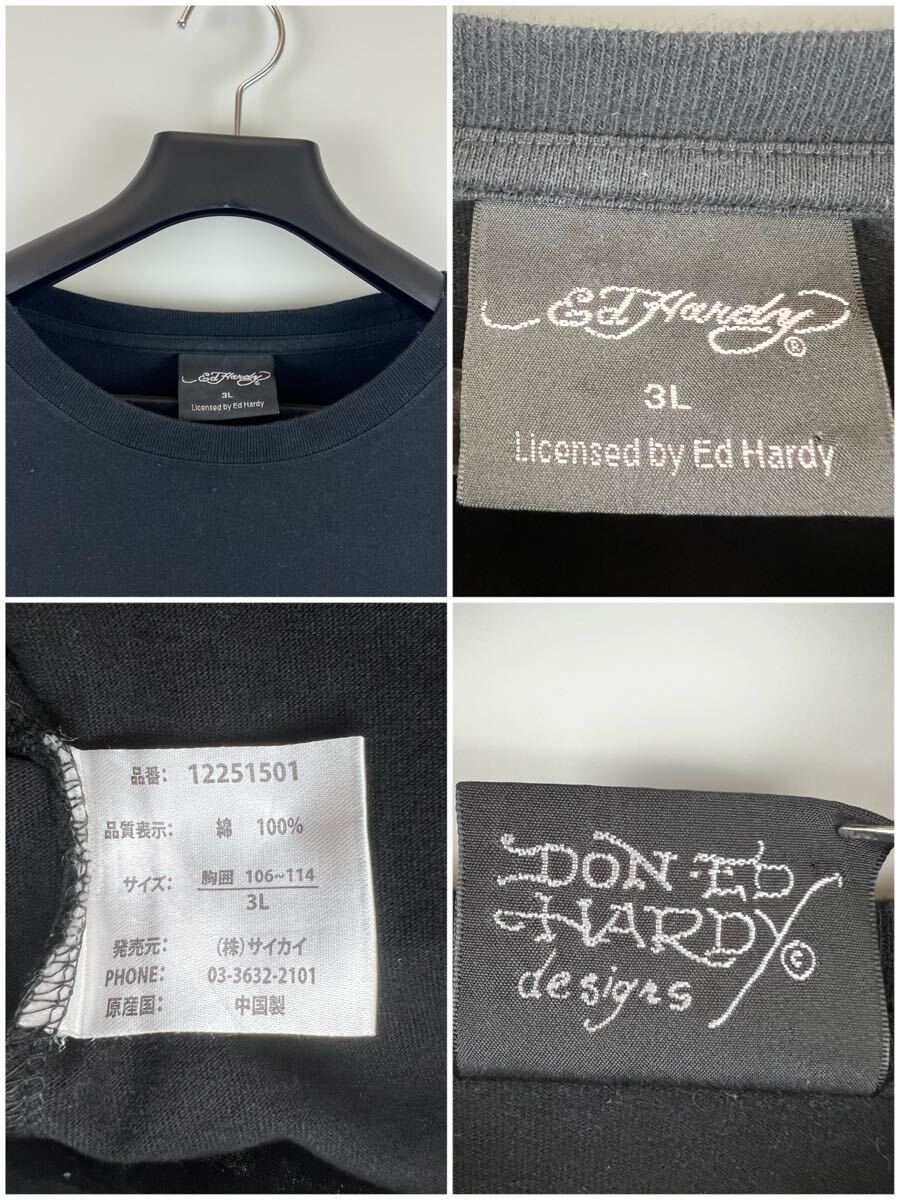 Ed Hardy®
3L
Licensed by Ed Hardy
Ed Hardy®
3L
Licensed by Ed Hardy
品番： 12251501
品質表示： 綿 100%
サイズ： 胸囲 106~114
3L
発売元： (株)サイカイ
PHONE： 03-3632-2101
原産国： 中国製
DON・ED
HARDY©
designs